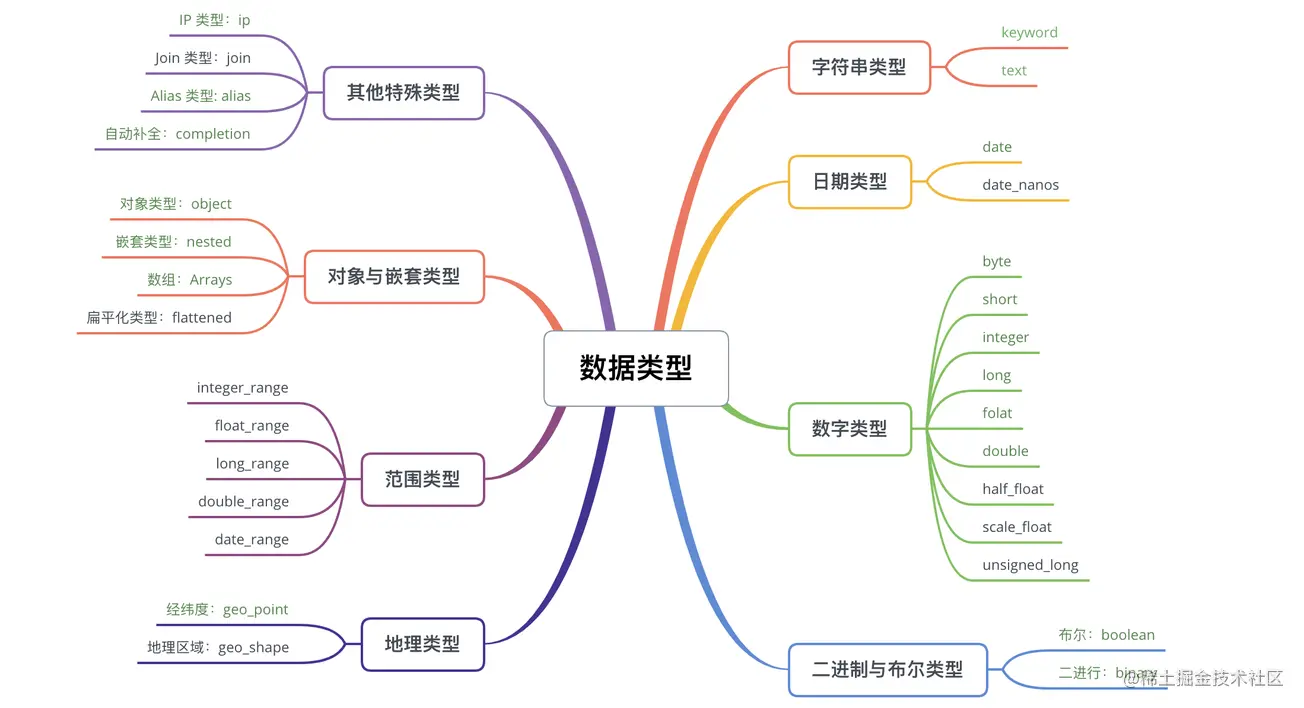 数据类型
字符串类型
keyword
text
日期类型
date
date_nanos
数字类型
byte
short
integer
long
folat
double
half_float
scale_float
unsigned_long
二进制与布尔类型
布尔：boolean
二进行：binary
其他特殊类型
IP 类型：ip
Join 类型：join
Alias 类型: alias
自动补全：completion
对象与嵌套类型
对象类型：object
嵌套类型：nested
数组：Arrays
扁平化类型：flattened
范围类型
integer_range
float_range
long_range
double_range
date_range
地理类型
经纬度：geo_point
地理区域：geo_shape
@稀土掘金技术社区